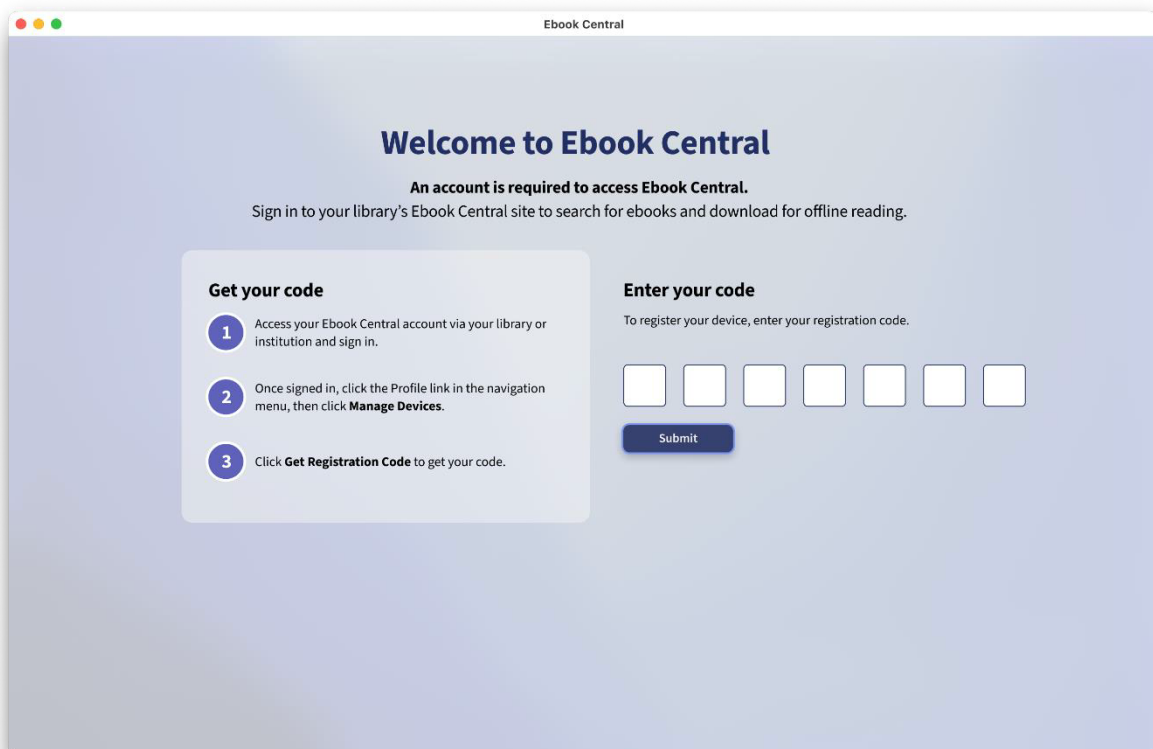 Ebook Central
Welcome to Ebook Central
An account is required to access Ebook Central.
Sign in to your library's Ebook Central site to search for ebooks and download for offline reading.
Get your code
1
Access your Ebook Central account via your library or
institution and sign in.
2
Once signed in, click the Profile link in the navigation
menu, then click Manage Devices.
3
Click Get Registration Code to get your code.
Enter your code
To register your device, enter your registration code.
Submit